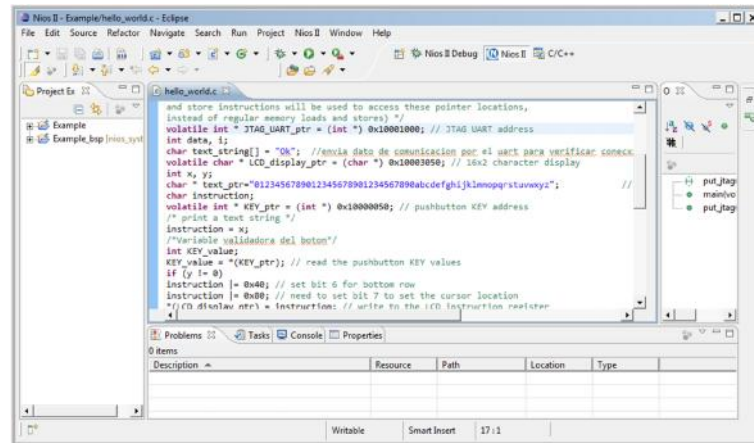 Nios II - Example/hello_world.c - Eclipse
File Edit Source Refactor Navigate Search Run Project Nios II Window Help
Nios II Debug Nios II C/C++
Project Ex
hello_world.c
Example
Example_bsp [nios_syst
and store instructions will be used to access these pointer locations,
instead of regular memory loads and stores) */
volatile int * JTAG_UART_ptr = (int *) 0x10001000; // JTAG UART address
int data, i;
char text_string[] = "Ok"; //envia dato de comunicacion por el uart para verificar conecx
volatile char * LCD_display_ptr = (char *) 0x10003050; // 16x2 character display
int x, y;
char * text_ptr="0123456789012345678901234567890abcdefghijklmnopqrstuvwxyz"; //
char instruction;
volatile int * KEY_ptr = (int *) 0x10000050; // pushbutton KEY address
/* print a text string */
instruction = x;
/*Variable validadora del boton*/
int KEY_value;
KEY_value = *(KEY_ptr); // read the pushbutton KEY values
if (y != 0)
instruction |= 0x40; // set bit 6 for bottom row
instruction |= 0x80; // need to set bit 7 to set the cursor location
*(LCD_display_ptr) = instruction; // write to the LCD instruction register
put_jtag
main(vo
put_jtag
Problems Tasks Console Properties
0 items
Description Resource Path Location Type
Writable Smart Insert 17 : 1